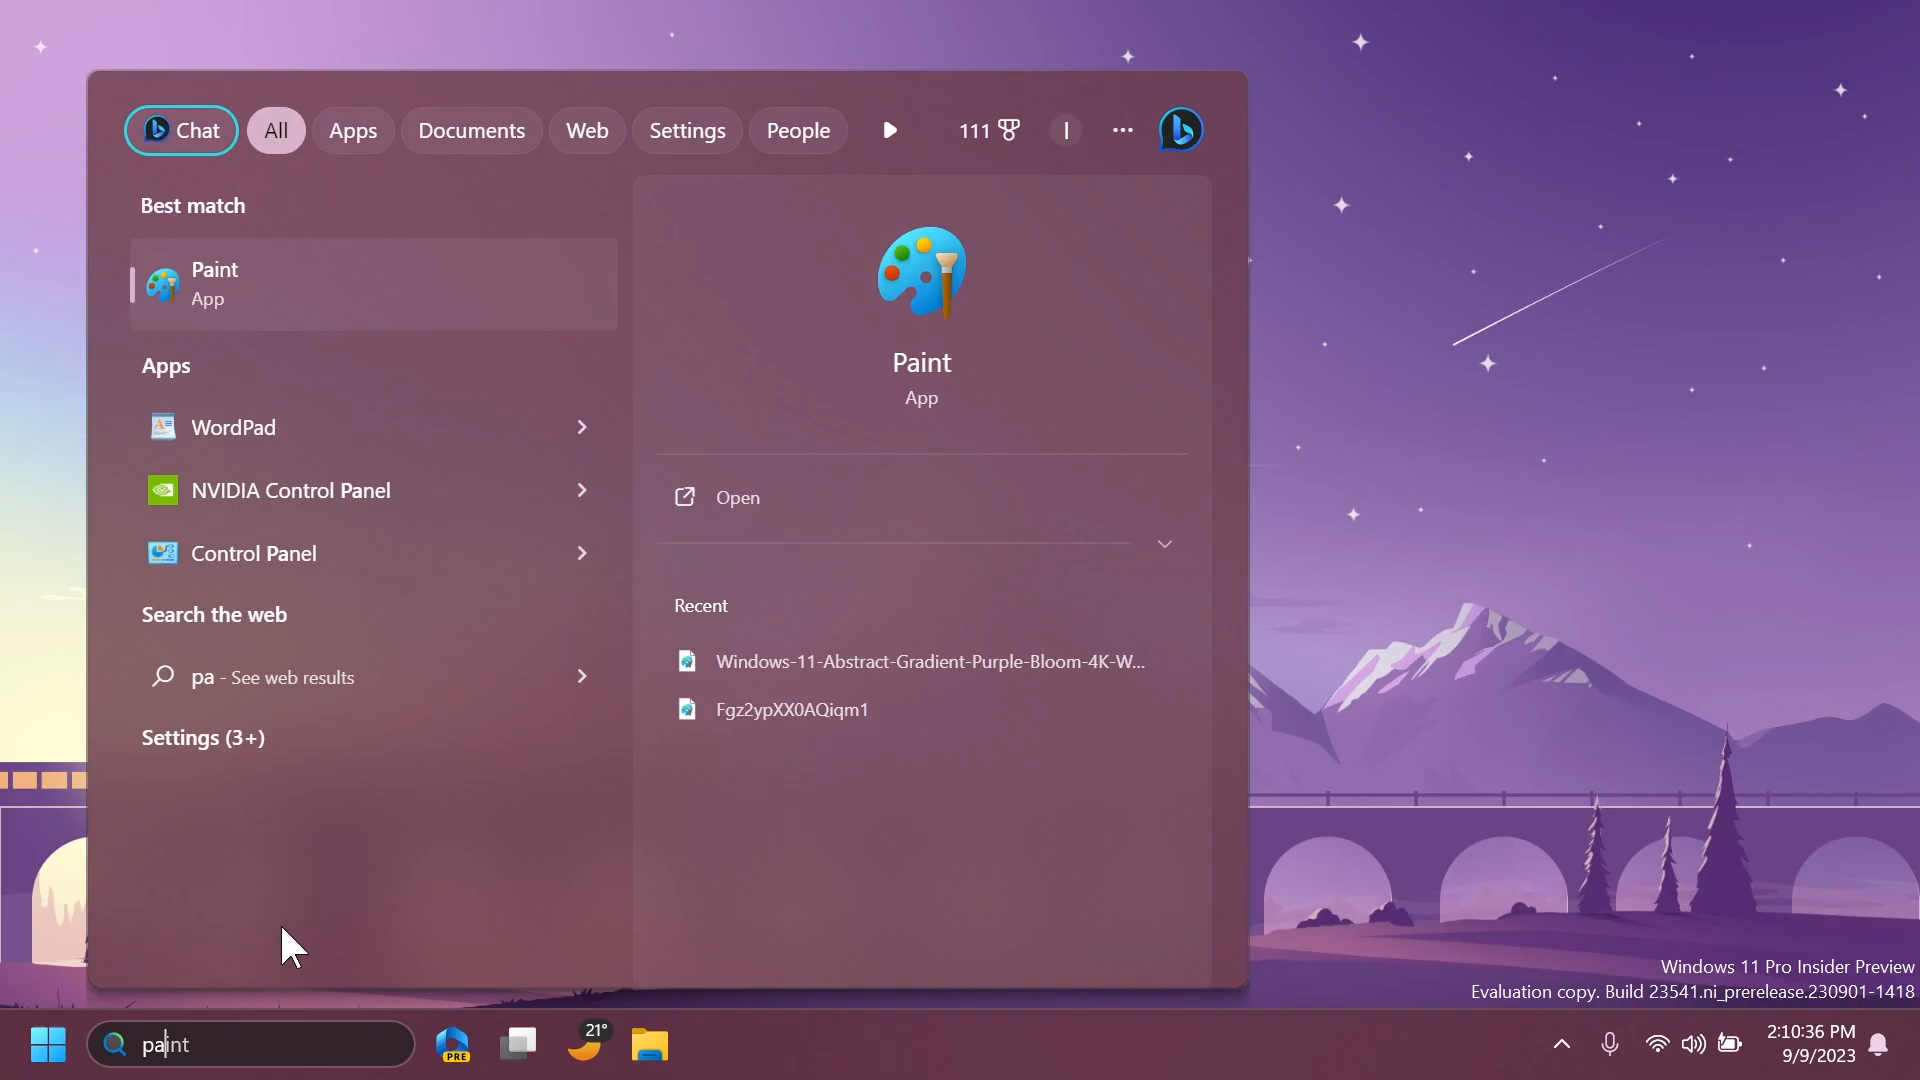 Chat All Apps Documents Web Settings People 111 I
Best match
Paint
App
Apps
WordPad
NVIDIA Control Panel
Control Panel
Search the web
pa - See web results
Settings (3+)
Paint
App
Open
Recent
Windows-11-Abstract-Gradient-Purple-Bloom-4K-W...
Fgz2ypXX0AQiqm1
Windows 11 Pro Insider Preview
Evaluation copy. Build 23541.ni_prerelease.230901-1418
paint
PRE
21°
2:10:36 PM
9/9/2023